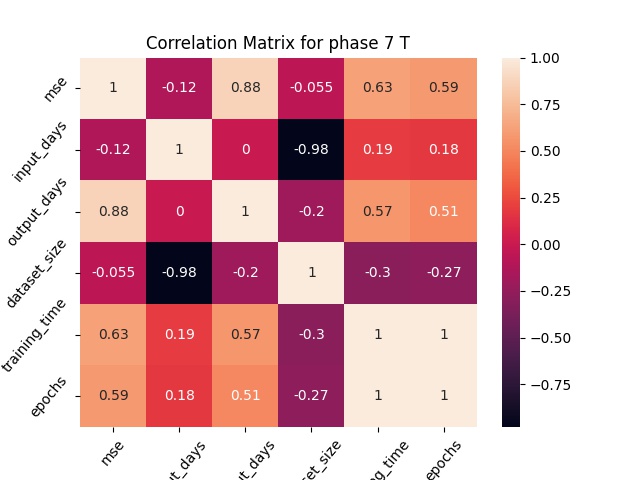 Correlation Matrix for phase 7 T
mse 1 -0.12 0.88 -0.055 0.63 0.59
input_days -0.12 1 0 -0.98 0.19 0.18
output_days 0.88 0 1 -0.2 0.57 0.51
dataset_size -0.055 -0.98 -0.2 1 -0.3 -0.27
training_time 0.63 0.19 0.57 -0.3 1 1
epochs 0.59 0.18 0.51 -0.27 1 1
mse ut_days ut_days set_size ng_time epochs
1.00
0.75
0.50
0.25
0.00
−0.25
−0.50
−0.75